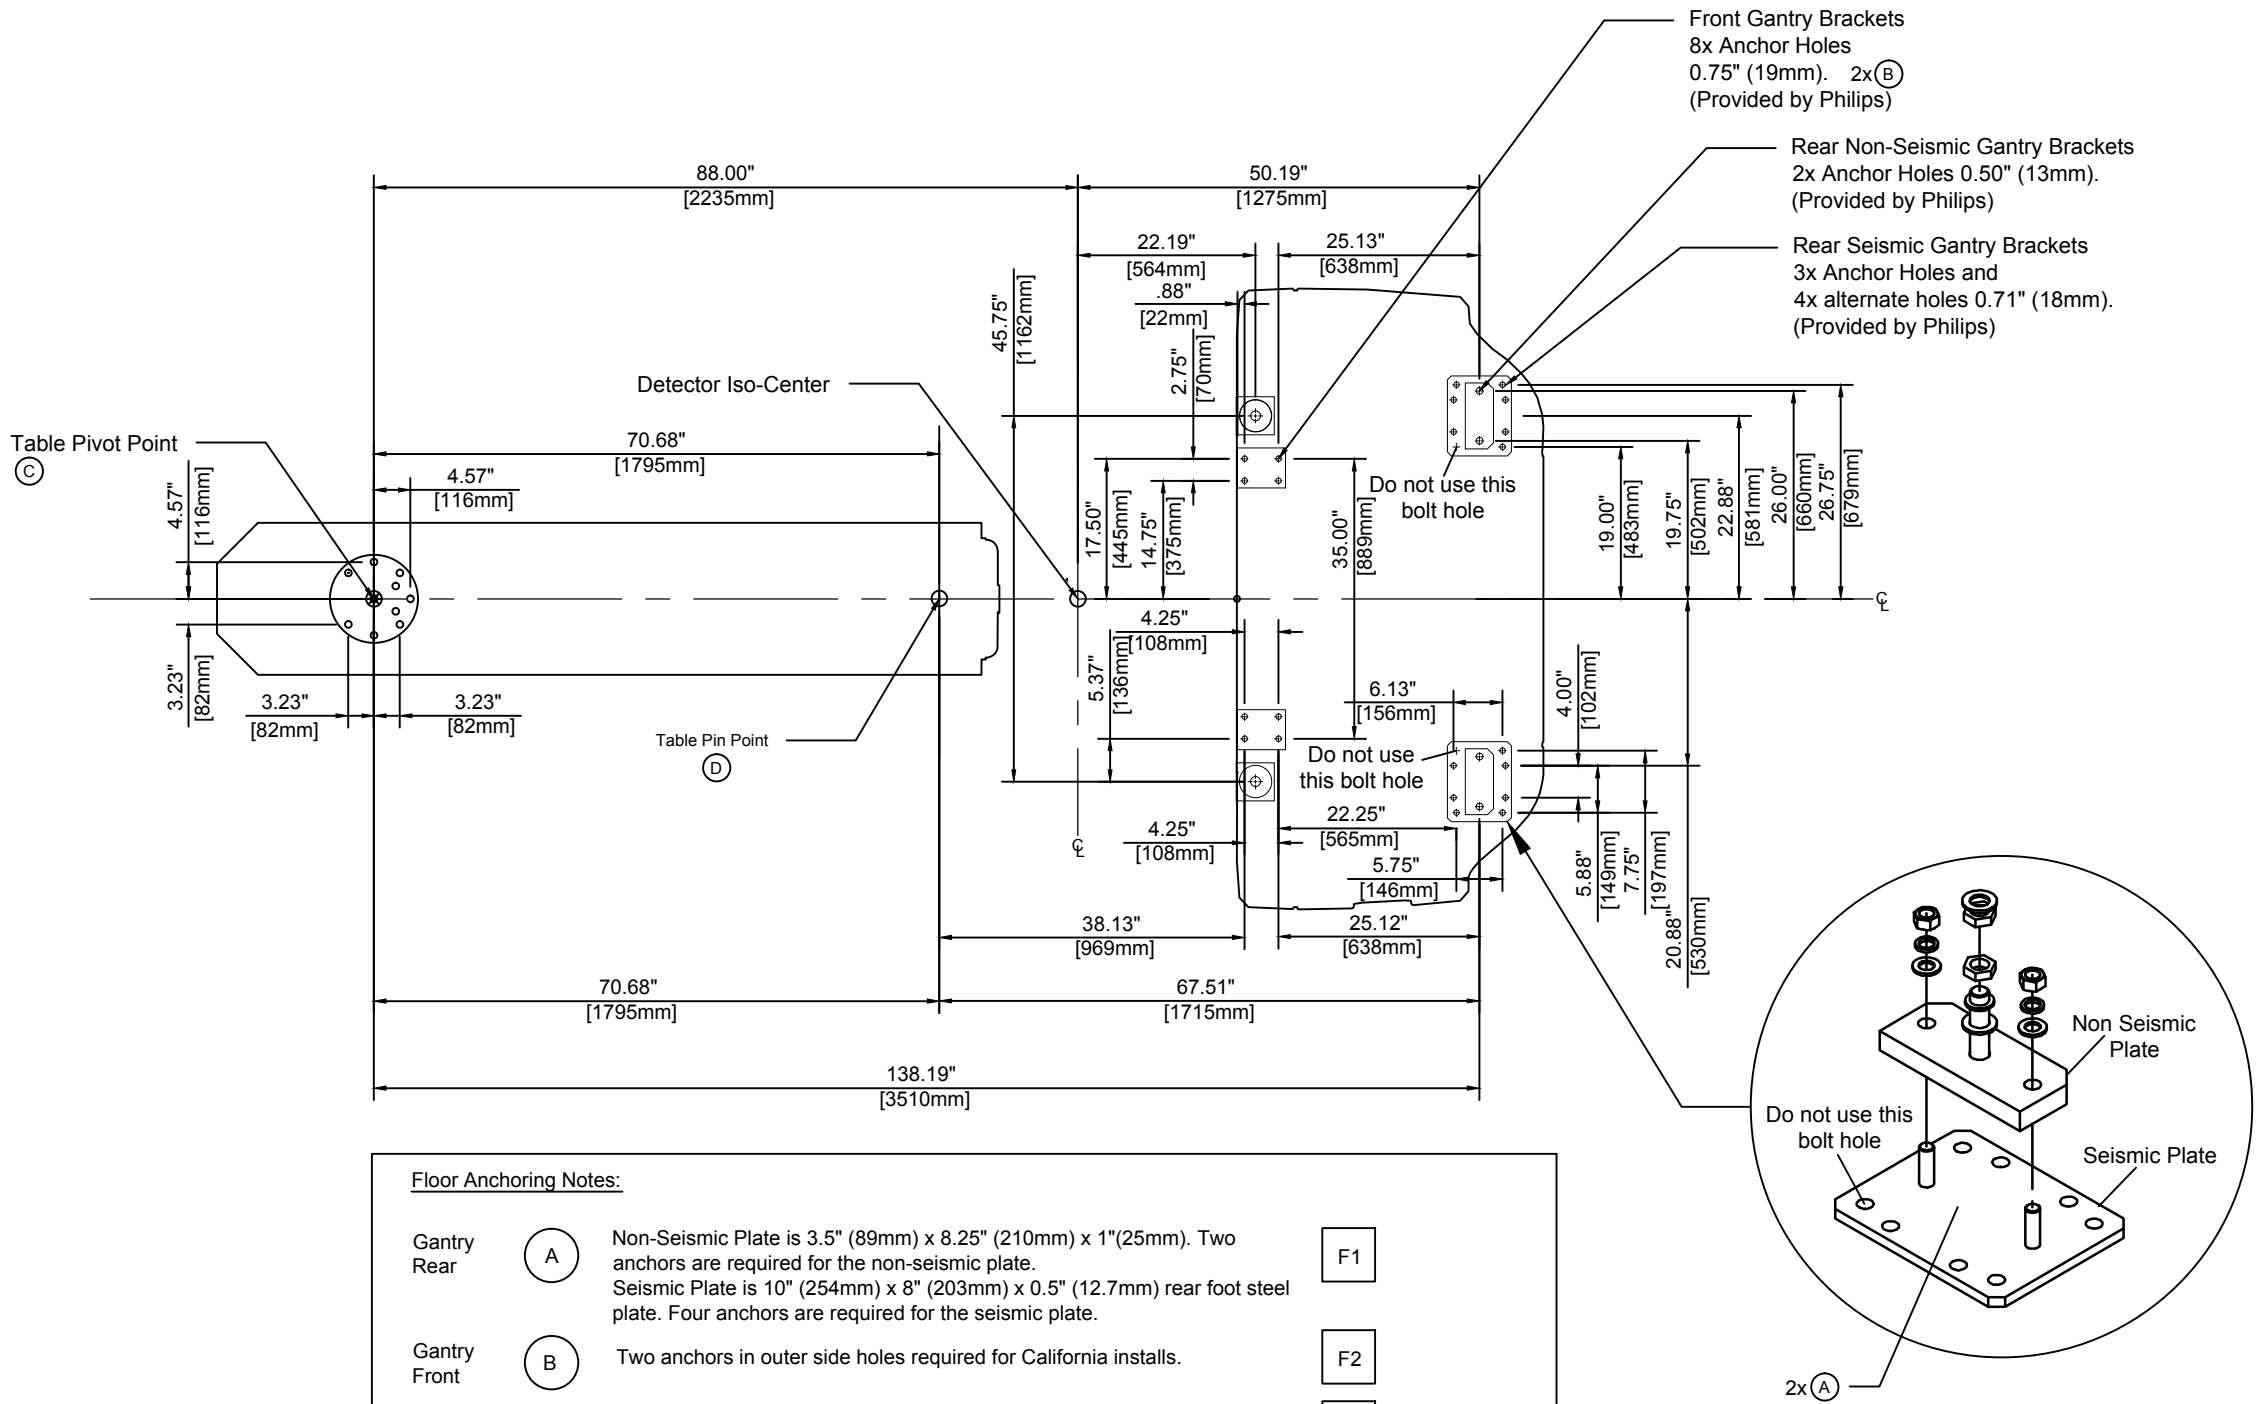 Front Gantry Brackets
8x Anchor Holes
0.75" (19mm). 2x B
(Provided by Philips)
Rear Non-Seismic Gantry Brackets
2x Anchor Holes 0.50" (13mm).
(Provided by Philips)
Rear Seismic Gantry Brackets
3x Anchor Holes and
4x alternate holes 0.71" (18mm).
(Provided by Philips)
88.00"
[2235mm]
50.19"
[1275mm]
22.19"
[564mm]
25.13"
[638mm]
.88"
[22mm]
45.75"
[1162mm]
2.75"
[70mm]
Detector Iso-Center
Table Pivot Point
C
70.68"
[1795mm]
4.57"
[116mm]
4.57"
[116mm]
17.50"
[445mm]
14.75"
[375mm]
35.00"
[889mm]
Do not use this
bolt hole
19.00"
[483mm]
19.75"
[502mm]
22.88"
[581mm]
26.00"
[660mm]
26.75"
[679mm]
℄
3.23"
[82mm]
3.23"
[82mm]
3.23"
[82mm]
Table Pin Point
D
4.25"
[108mm]
5.37"
[136mm]
6.13"
[156mm]
4.00"
[102mm]
Do not use
this bolt hole
4.25"
[108mm]
℄
22.25"
[565mm]
5.75"
[146mm]
5.88"
[149mm]
7.75"
[197mm]
20.88"
[530mm]
38.13"
[969mm]
25.12"
[638mm]
70.68"
[1795mm]
67.51"
[1715mm]
138.19"
[3510mm]
Non Seismic
Plate
Do not use this
bolt hole
Seismic Plate
2x A
Floor Anchoring Notes:
Gantry
Rear
A
Non-Seismic Plate is 3.5" (89mm) x 8.25" (210mm) x 1"(25mm). Two
anchors are required for the non-seismic plate.
Seismic Plate is 10" (254mm) x 8" (203mm) x 0.5" (12.7mm) rear foot steel
plate. Four anchors are required for the seismic plate.
F1
Gantry
Front
B
Two anchors in outer side holes required for California installs.
F2